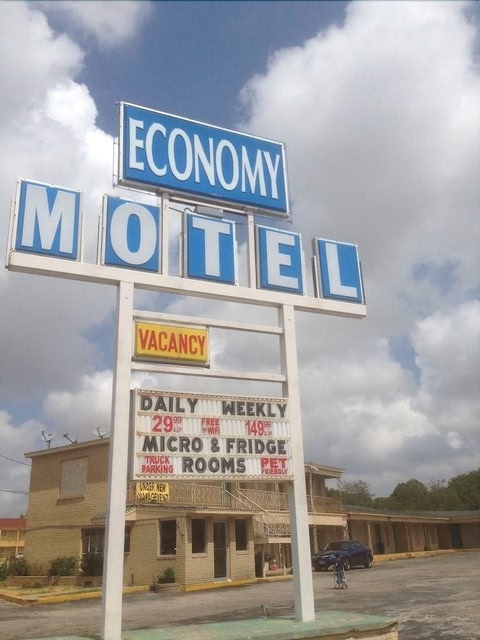 ECONOMY
MOTEL
VACANCY
DAILY WEEKLY
29.99 FREE WIFI 149.99
MICRO & FRIDGE
TRUCK PARKING ROOMS PET FRIENDLY
UNDER NEW
MANAGEMENT